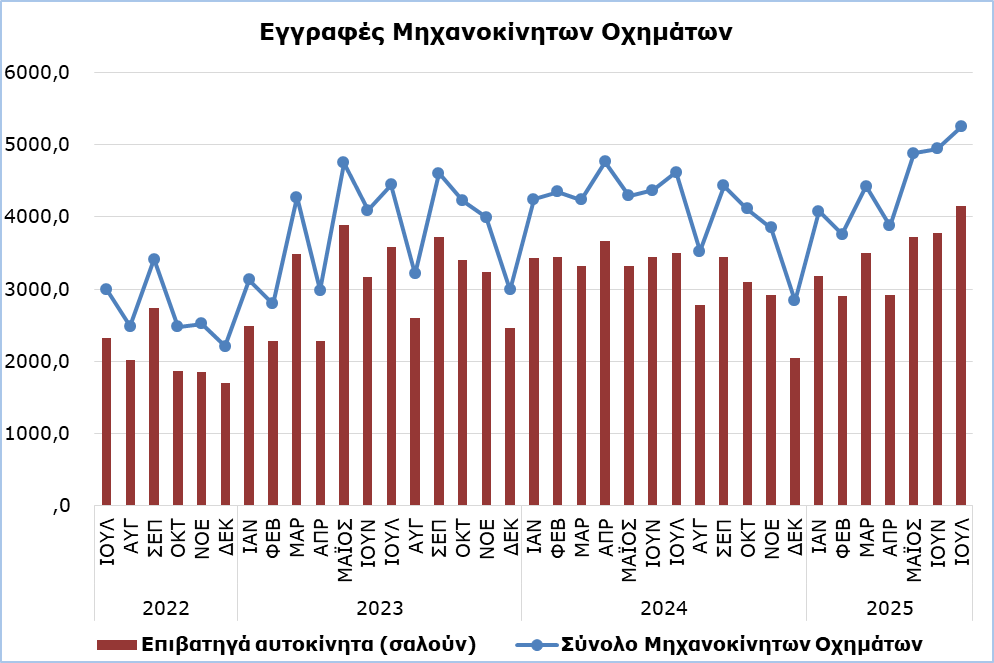 Εγγραφές Μηχανοκίνητων Οχημάτων
6000,0
5000,0
4000,0
3000,0
2000,0
1000,0
,0
ΙΟΥΛ ΑΥΓ ΣΕΠ ΟΚΤ ΝΟΕ ΔΕΚ ΙΑΝ ΦΕΒ ΜΑΡ ΑΠΡ ΜΑΪΟΣ ΙΟΥΝ ΙΟΥΛ ΑΥΓ ΣΕΠ ΟΚΤ ΝΟΕ ΔΕΚ ΙΑΝ ΦΕΒ ΜΑΡ ΑΠΡ ΜΑΪΟΣ ΙΟΥΝ ΙΟΥΛ ΑΥΓ ΣΕΠ ΟΚΤ ΝΟΕ ΔΕΚ ΙΑΝ ΦΕΒ ΜΑΡ ΑΠΡ ΜΑΪΟΣ ΙΟΥΝ ΙΟΥΛ
2022 2023 2024 2025
Επιβατηγά αυτοκίνητα (σαλούν) Σύνολο Μηχανοκίνητων Οχημάτων